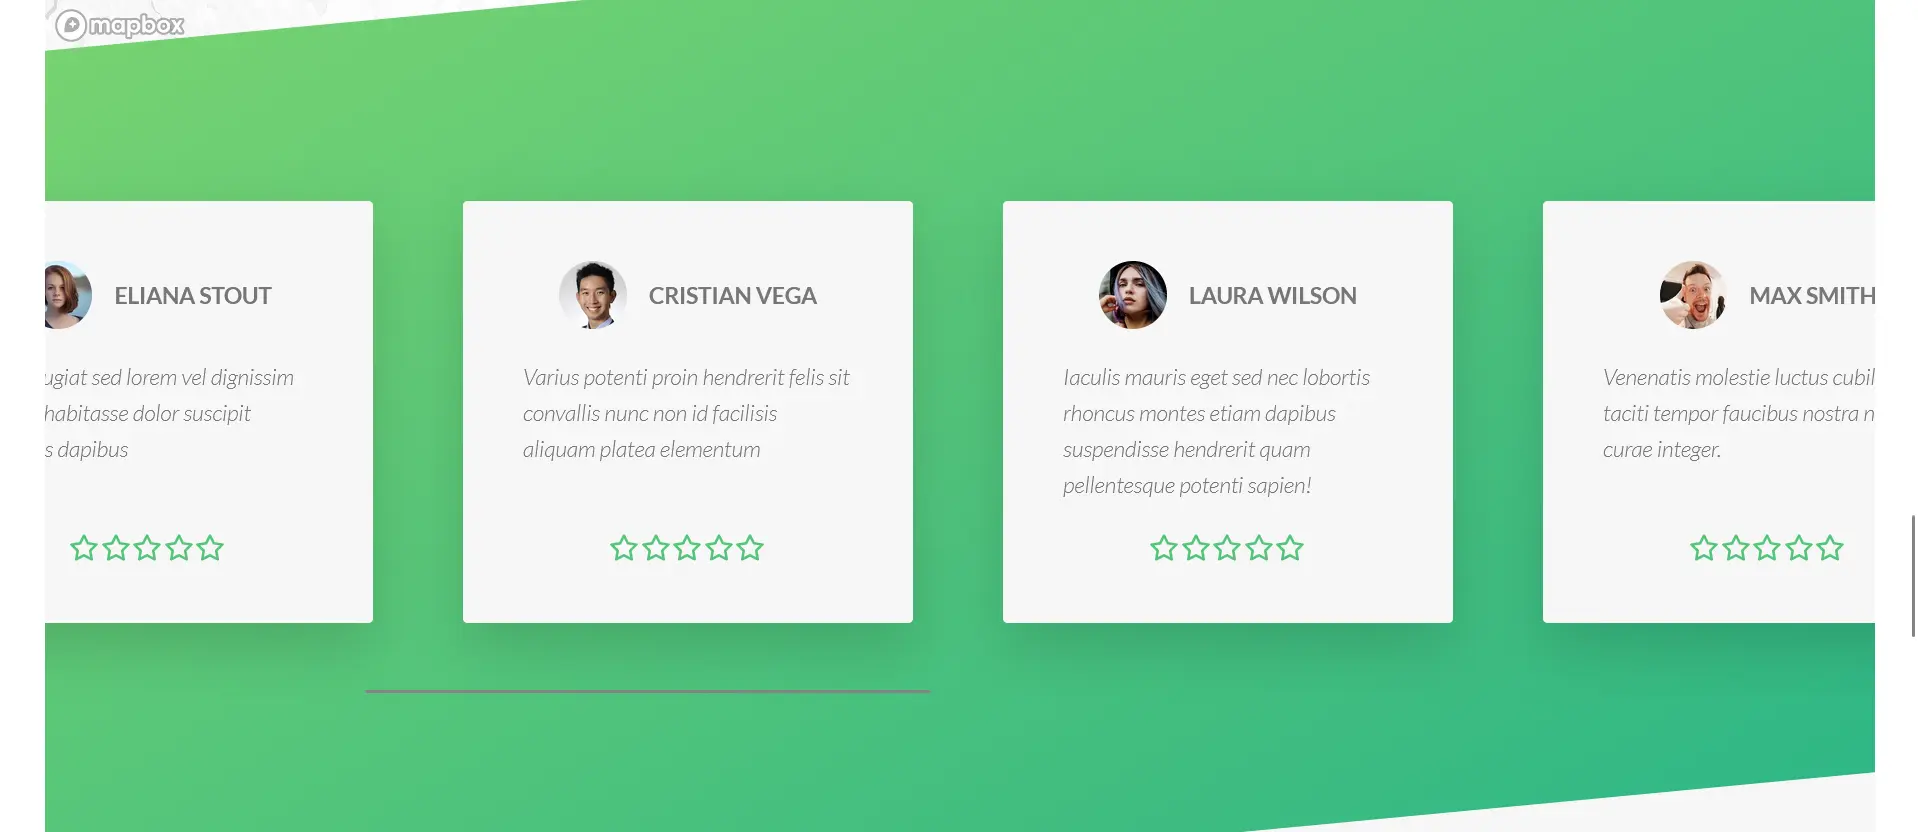 mapbox
ELIANA STOUT
ugiat sed lorem vel dignissim
habitasse dolor suscipit
s dapibus
CRISTIAN VEGA
Varius potenti proin hendrerit felis sit
convallis nunc non id facilisis
aliquam platea elementum
LAURA WILSON
Iaculis mauris eget sed nec lobortis
rhoncus montes etiam dapibus
suspendisse hendrerit quam
pellentesque potenti sapien!
MAX SMITH
Venenatis molestie luctus cubil
taciti tempor faucibus nostra n
curae integer.